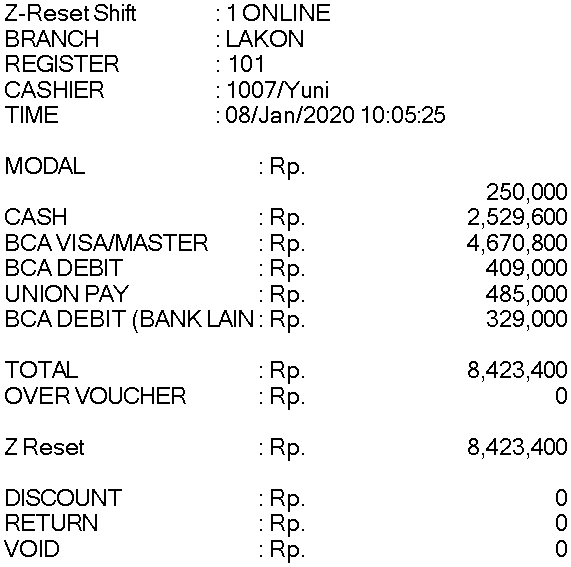 Z-Reset Shift : 1 ONLINE
BRANCH : LAKON
REGISTER : 101
CASHIER : 1007/Yuni
TIME : 08/Jan/2020 10:05:25
MODAL : Rp.
250,000
CASH : Rp. 2,529,600
BCA VISA/MASTER : Rp. 4,670,800
BCA DEBIT : Rp. 409,000
UNION PAY : Rp. 485,000
BCA DEBIT (BANK LAIN : Rp. 329,000
TOTAL : Rp. 8,423,400
OVER VOUCHER : Rp. 0
Z Reset : Rp. 8,423,400
DISCOUNT : Rp. 0
RETURN : Rp. 0
VOID : Rp. 0